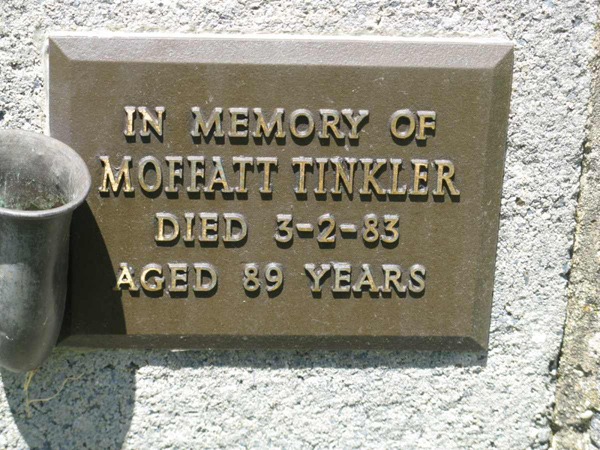 IN MEMORY OF
MOFFATT TINKLER
DIED 3-2-83
AGED 89 YEARS